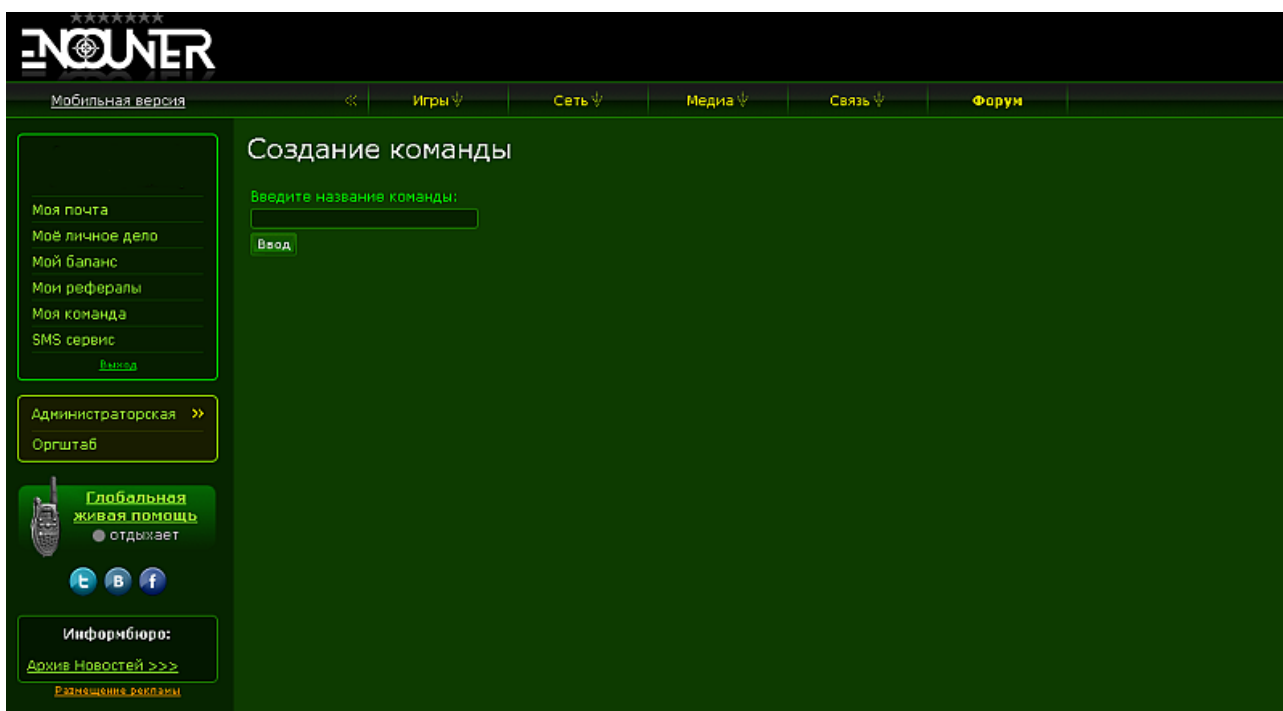 ★★★★★★★
ENCOUNTER
Мобильная версия
« Игры Сеть Медиа Связь Форум
Создание команды
Введите название команды:
Ввод
Моя почта
Моё личное дело
Мой баланс
Мои рефералы
Моя команда
SMS сервис
Выход
Администраторская »
Оргштаб
Глобальная
живая помощь
отдыхает
Информбюро:
Архив Новостей >>>
Размещение рекламы